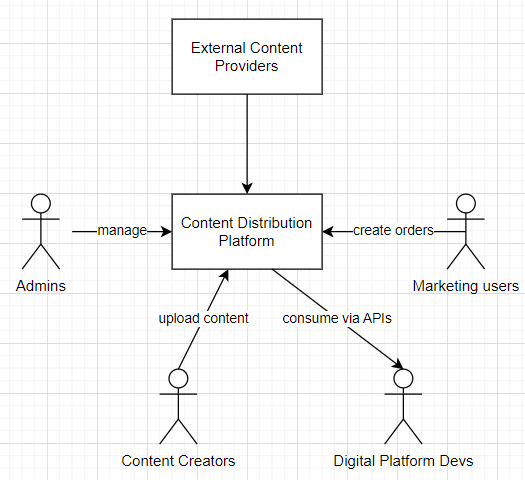 External Content
Providers
Content Distribution
Platform
manage
create orders
Admins
Marketing users
upload content
consume via APIs
Content Creators
Digital Platform Devs